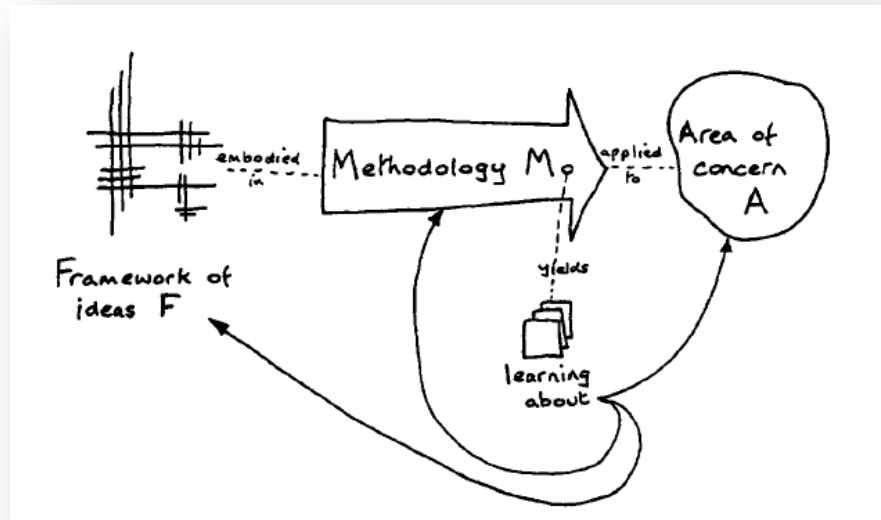 embodied
in
Methodology M
applied
to
Area of
concern
A
Framework of
ideas F
yields
learning
about